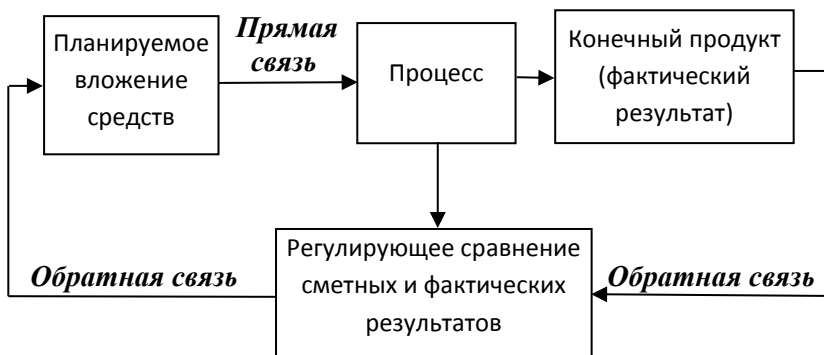 Планируемое
вложение
средств
Прямая
связь
Процесс
Конечный продукт
(фактический
результат)
Обратная связь
Регулирующее сравнение
сметных и фактических
результатов
Обратная связь